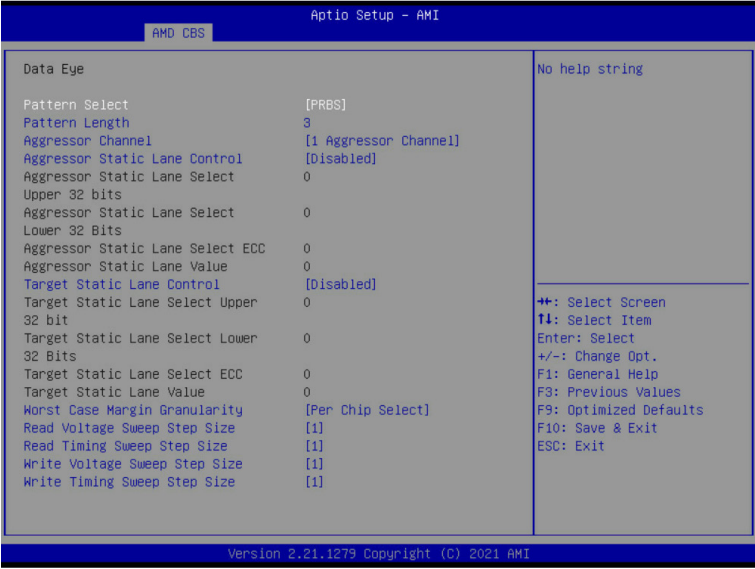 Aptio Setup – AMI
AMD CBS
Data Eye
No help string
Pattern Select [PRBS]
Pattern Length 3
Aggressor Channel [1 Aggressor Channel]
Aggressor Static Lane Control [Disabled]
Aggressor Static Lane Select 0
Upper 32 bits
Aggressor Static Lane Select 0
Lower 32 Bits
Aggressor Static Lane Select ECC 0
Aggressor Static Lane Value 0
Target Static Lane Control [Disabled]
Target Static Lane Select Upper 0
32 bit
Target Static Lane Select Lower 0
32 Bits
Target Static Lane Select ECC 0
Target Static Lane Value 0
Worst Case Margin Granularity [Per Chip Select]
Read Voltage Sweep Step Size [1]
Read Timing Sweep Step Size [1]
Write Voltage Sweep Step Size [1]
Write Timing Sweep Step Size [1]
→←: Select Screen
↑↓: Select Item
Enter: Select
+/-: Change Opt.
F1: General Help
F3: Previous Values
F9: Optimized Defaults
F10: Save & Exit
ESC: Exit
Version 2.21.1279 Copyright (C) 2021 AMI